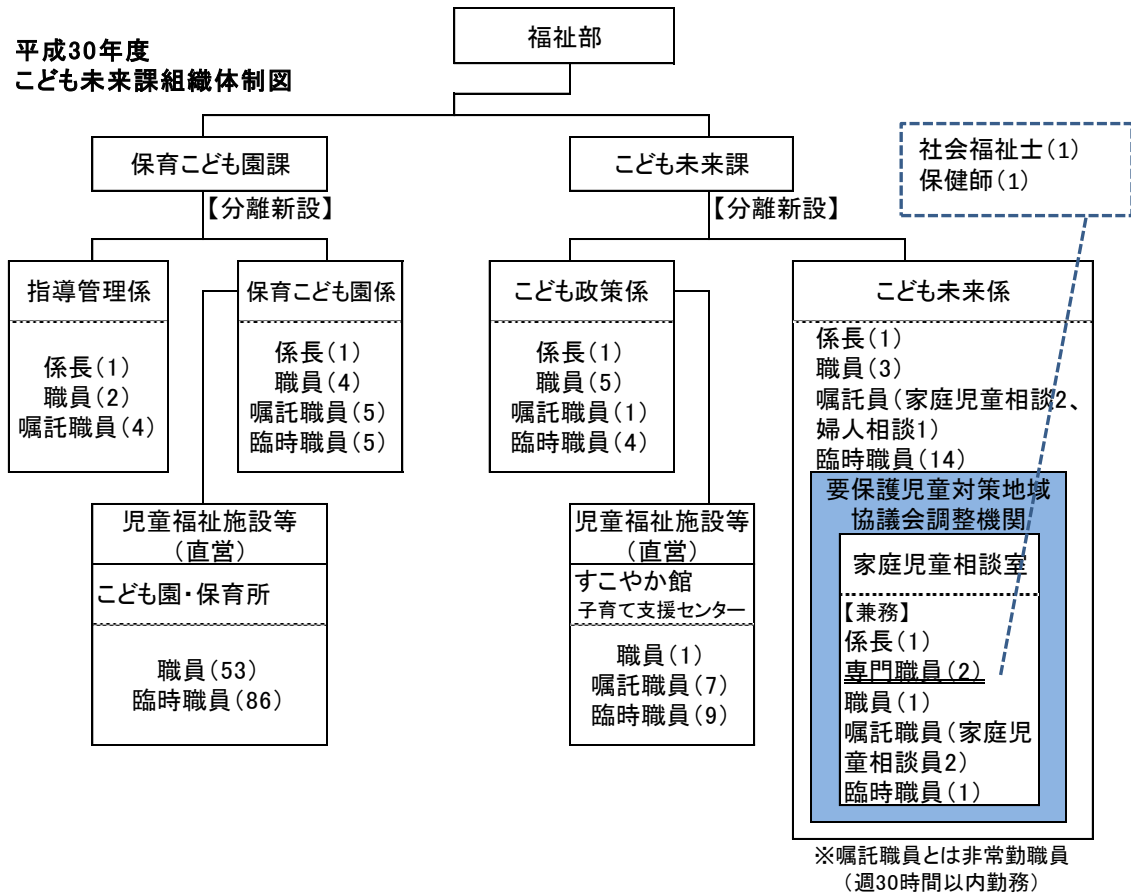 平成30年度
こども未来課組織体制図
福祉部
保育こども園課
【分離新設】
こども未来課
【分離新設】
社会福祉士(1)
保健師(1)
指導管理係
係長(1)
職員(2)
嘱託職員(4)
保育こども園係
係長(1)
職員(4)
嘱託職員(5)
臨時職員(5)
こども政策係
係長(1)
職員(5)
嘱託職員(1)
臨時職員(4)
こども未来係
係長(1)
職員(3)
嘱託員(家庭児童相談2、
婦人相談1)
臨時職員(14)
要保護児童対策地域
協議会調整機関
家庭児童相談室
【兼務】
係長(1)
専門職員(2)
職員(1)
嘱託職員(家庭児
童相談員2)
臨時職員(1)
児童福祉施設等
(直営)
こども園・保育所
職員(53)
臨時職員(86)
児童福祉施設等
(直営)
すこやか館
子育て支援センター
職員(1)
嘱託職員(7)
臨時職員(9)
※嘱託職員とは非常勤職員
(週30時間以内勤務)